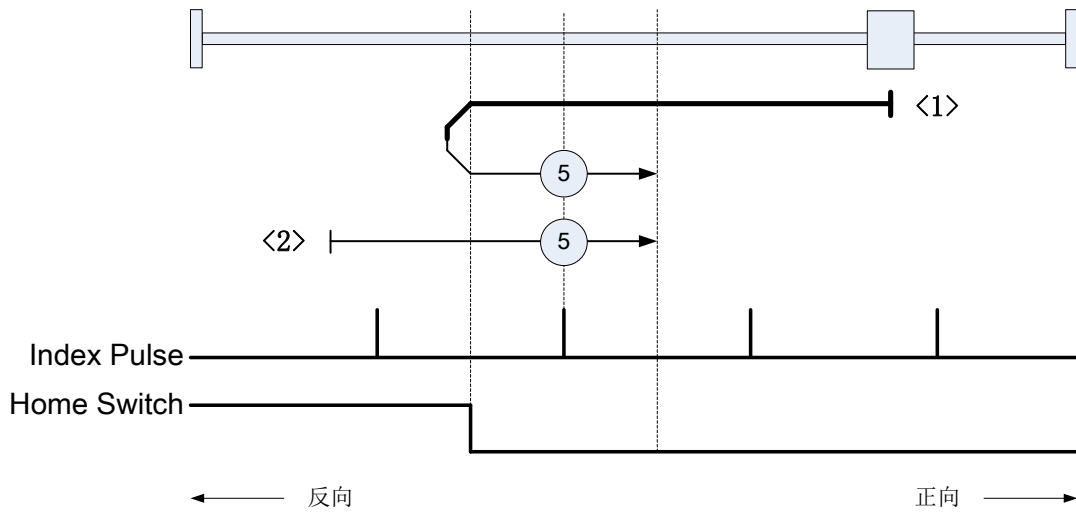 <1>
5
<2>
5
Index Pulse
Home Switch
反向
正向